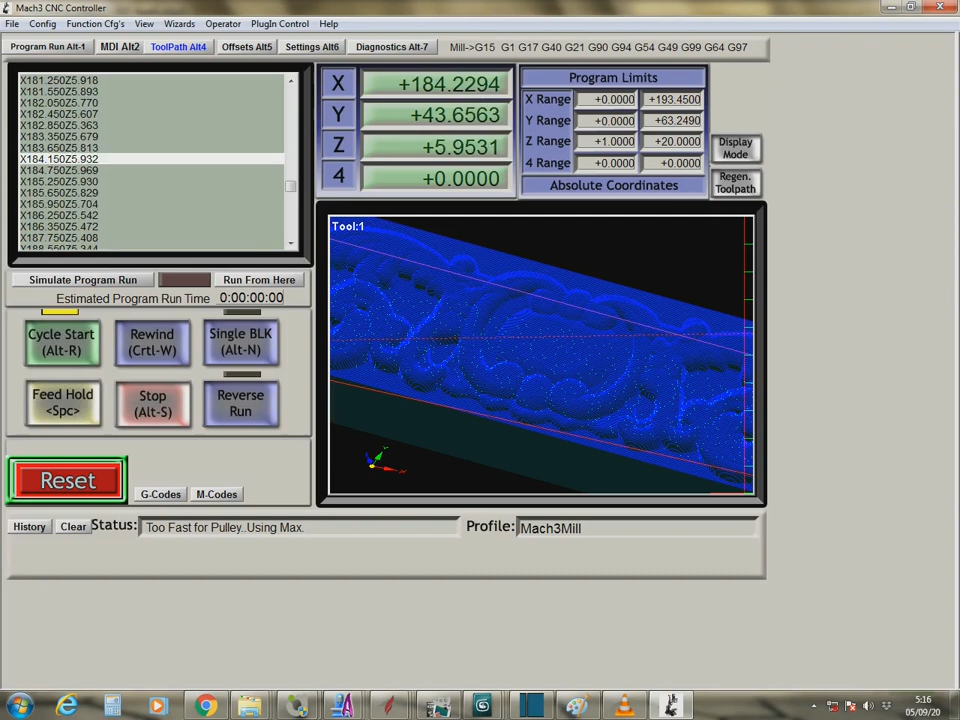 Mach3 CNC Controller
File Config Function Cfg's View Wizards Operator PlugIn Control Help
Program Run Alt-1 MDI Alt2 ToolPath Alt4 Offsets Alt5 Settings Alt6 Diagnostics Alt-7 Mill->G15 G1 G17 G40 G21 G90 G94 G54 G49 G99 G64 G97
X181.250Z5.918
X181.550Z5.893
X182.050Z5.770
X182.450Z5.607
X182.850Z5.363
X183.350Z5.679
X183.650Z5.813
X184.150Z5.932
X184.750Z5.969
X185.250Z5.930
X185.650Z5.829
X185.950Z5.704
X186.250Z5.542
X186.350Z5.472
X187.750Z5.408
X188.550Z5.344
X +184.2294
Y +43.6563
Z +5.9531
4 +0.0000
Program Limits
X Range +0.0000 +193.4500
Y Range +0.0000 +63.2490
Z Range +1.0000 +20.0000
4 Range +0.0000 +0.0000
Absolute Coordinates
Display
Mode
Regen.
Toolpath
Tool:1
Simulate Program Run Run From Here
Estimated Program Run Time 0:00:00:00
Cycle Start
(Alt-R)
Rewind
(Crtl-W)
Single BLK
(Alt-N)
Feed Hold
<Spc>
Stop
(Alt-S)
Reverse
Run
Reset
G-Codes M-Codes
History Clear Status: Too Fast for Pulley..Using Max. Profile: Mach3Mill
5:16
05/09/20